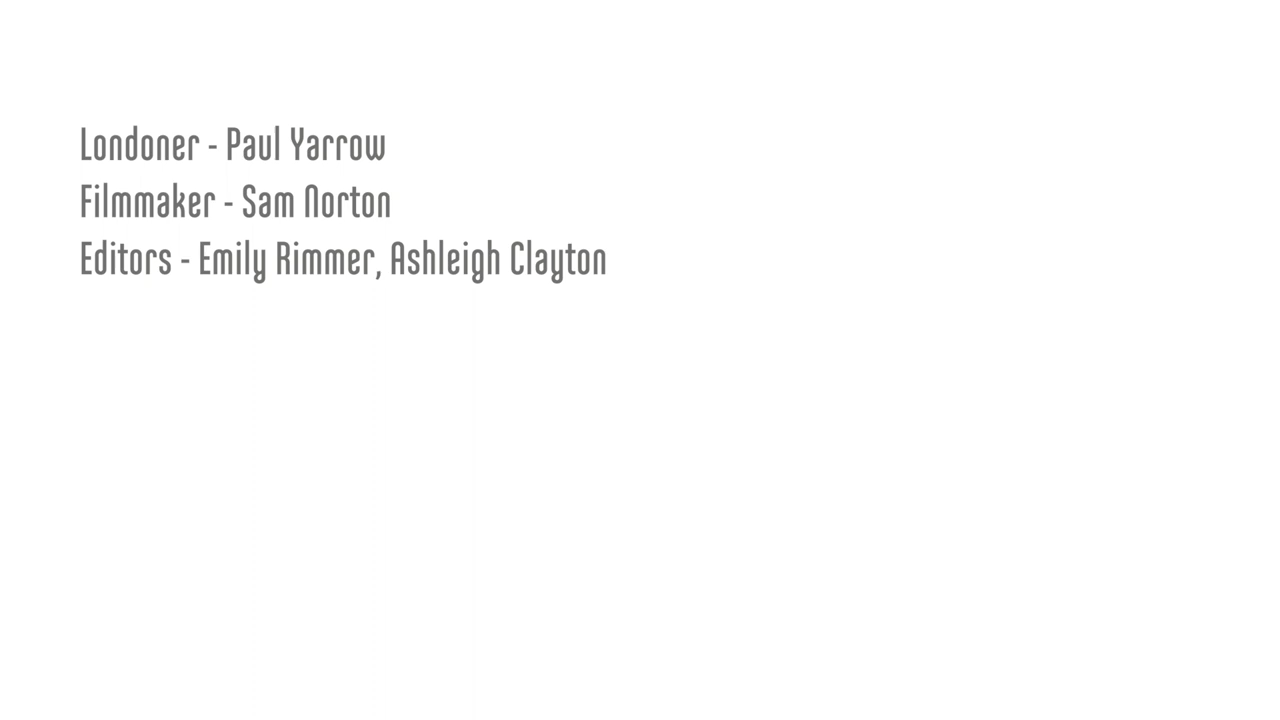 Londoner - Paul Yarrow
Filmmaker - Sam Norton
Editors - Emily Rimmer, Ashleigh Clayton